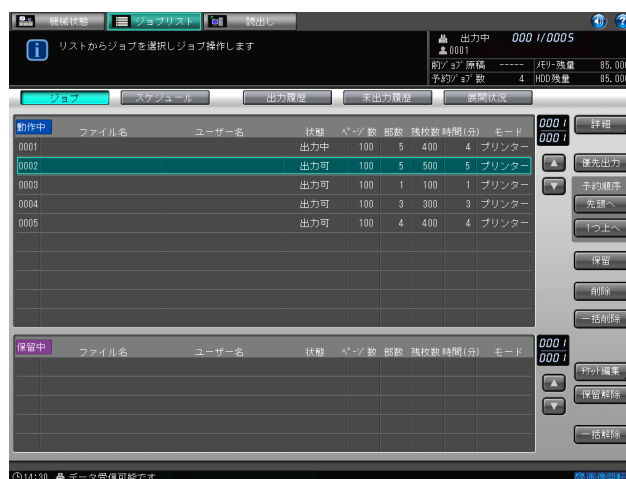 機械状態 ジョブリスト 読出し
リストからジョブを選択しジョブ操作します
出力中 0001/0005
0001
前ｼﾞｮﾌﾞ原稿 ----- ﾒﾓﾘｰ残量 85.00
予約ｼﾞｮﾌﾞ数 4 HDD残量 85.00
ジョブ スケジュール 出力履歴 未出力履歴 展開状況
動作中 ファイル名 ユーザー名 状態 ﾍﾟｰｼﾞ数 部数 残枚数 時間(分) モード
0001 出力中 100 5 400 4 プリンター
0002 出力可 100 5 500 5 プリンター
0003 出力可 100 1 100 1 プリンター
0004 出力可 100 3 300 3 プリンター
0005 出力可 100 4 400 4 プリンター
0001
0001
詳細
優先出力
予約順序
先頭へ
1つ上へ
保留
削除
一括削除
保留中 ファイル名 ユーザー名 状態 ﾍﾟｰｼﾞ数 部数 残枚数 時間(分) モード
0001
0001
ﾁｹｯﾄ編集
保留解除
一括解除
14:30 データ受信可能です 画像回転